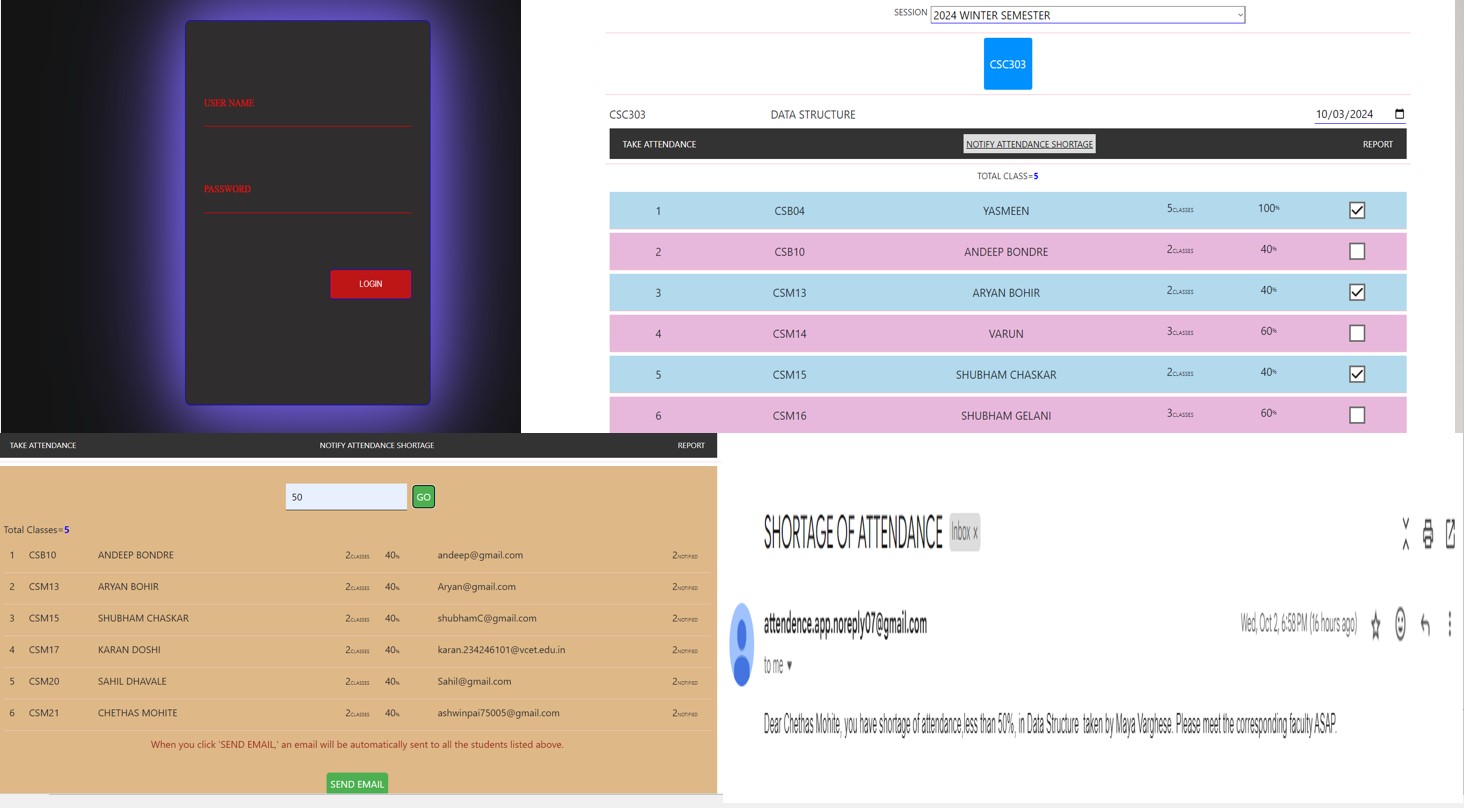 USER NAME
PASSWORD
LOGIN
SESSION 2024 WINTER SEMESTER
CSC303
CSC303 DATA STRUCTURE 10/03/2024
TAKE ATTENDANCE NOTIFY ATTENDANCE SHORTAGE REPORT
TOTAL CLASS=5
1 CSB04 YASMEEN 5CLASSES 100%
2 CSB10 ANDEEP BONDRE 2CLASSES 40%
3 CSM13 ARYAN BOHIR 2CLASSES 40%
4 CSM14 VARUN 3CLASSES 60%
5 CSM15 SHUBHAM CHASKAR 2CLASSES 40%
6 CSM16 SHUBHAM GELANI 3CLASSES 60%
TAKE ATTENDANCE NOTIFY ATTENDANCE SHORTAGE REPORT
50 GO
Total Classes=5
1 CSB10 ANDEEP BONDRE 2CLASSES 40% andeep@gmail.com 2NOTIFIED
2 CSM13 ARYAN BOHIR 2CLASSES 40% Aryan@gmail.com 2NOTIFIED
3 CSM15 SHUBHAM CHASKAR 2CLASSES 40% shubhamC@gmail.com 2NOTIFIED
4 CSM17 KARAN DOSHI 2CLASSES 40% karan.234246101@vcet.edu.in 2NOTIFIED
5 CSM20 SAHIL DHAVALE 2CLASSES 40% Sahil@gmail.com 2NOTIFIED
6 CSM21 CHETHAS MOHITE 2CLASSES 40% ashwinpai75005@gmail.com 2NOTIFIED
When you click 'SEND EMAIL,' an email will be automatically sent to all the students listed above.
SEND EMAIL
SHORTAGE OF ATTENDANCE Inbox x
attendence.app.noreply07@gmail.com Wed, Oct 2, 6:58 PM (16 hours ago)
to me
Dear Chethas Mohite, you have shortage of attendance,less than 50%, in Data Structure taken by Maya Varghese. Please meet the corresponding faculty ASAP.